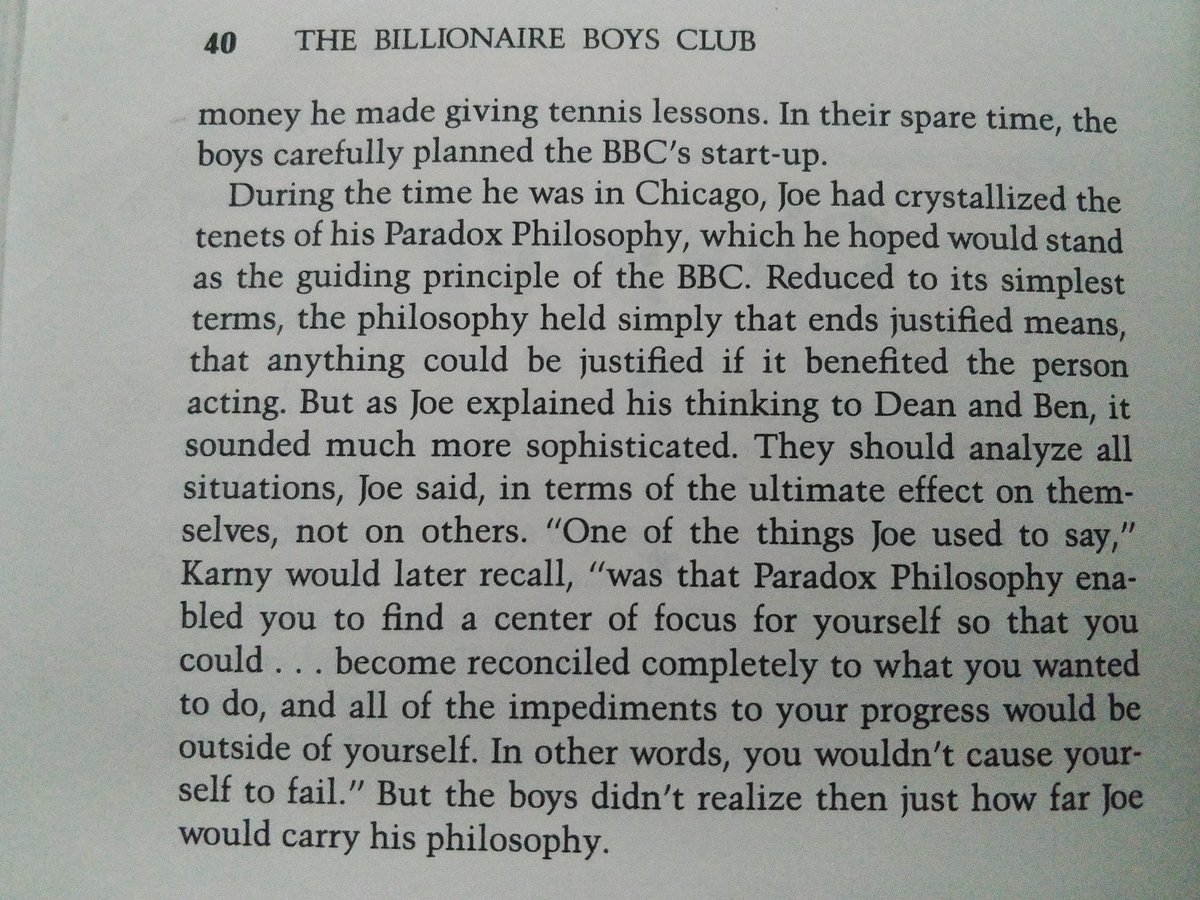 40 THE BILLIONAIRE BOYS CLUB
money he made giving tennis lessons. In their spare time, the
boys carefully planned the BBC's start-up.
During the time he was in Chicago, Joe had crystallized the
tenets of his Paradox Philosophy, which he hoped would stand
as the guiding principle of the BBC. Reduced to its simplest
terms, the philosophy held simply that ends justified means,
that anything could be justified if it benefited the person
acting. But as Joe explained his thinking to Dean and Ben, it
sounded much more sophisticated. They should analyze all
situations, Joe said, in terms of the ultimate effect on them-
selves, not on others. "One of the things Joe used to say,"
Karny would later recall, "was that Paradox Philosophy ena-
bled you to find a center of focus for yourself so that you
could . . . become reconciled completely to what you wanted
to do, and all of the impediments to your progress would be
outside of yourself. In other words, you wouldn't cause your-
self to fail." But the boys didn't realize then just how far Joe
would carry his philosophy.